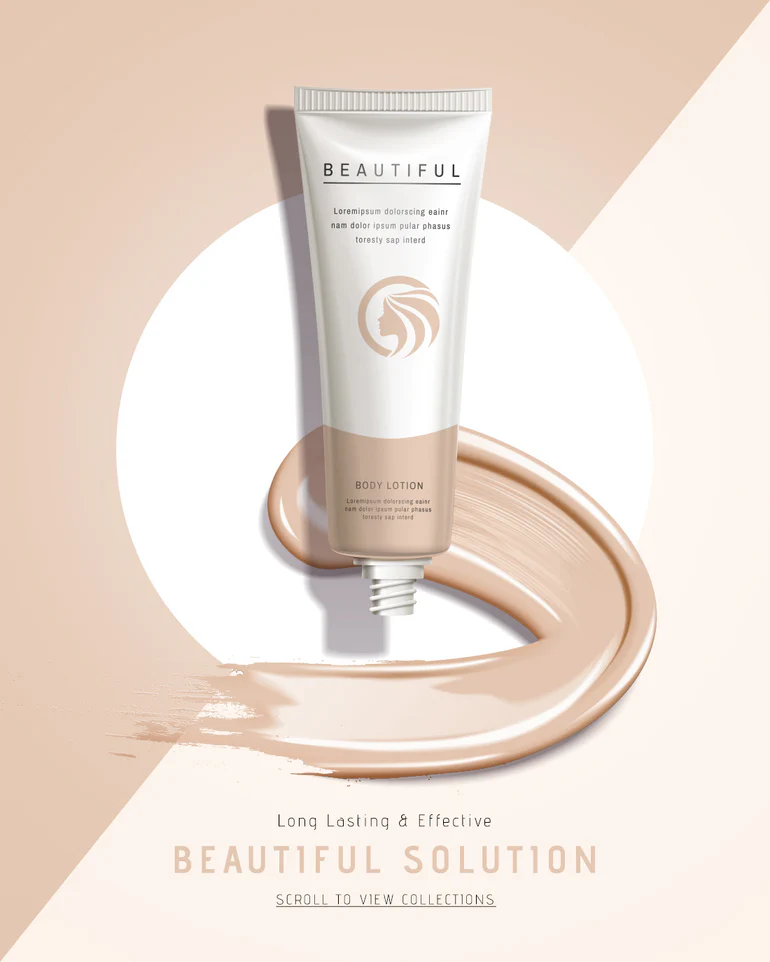 BEAUTIFUL
Loremipsum dolorscing eainr
nam dolor ipsum pular phasus
toresty sap interd
BODY LOTION
Loremipsum dolorscing eainr
nam dolor ipsum pular phasus
toresty sap interd
Long Lasting & Effective
BEAUTIFUL SOLUTION
SCROLL TO VIEW COLLECTIONS